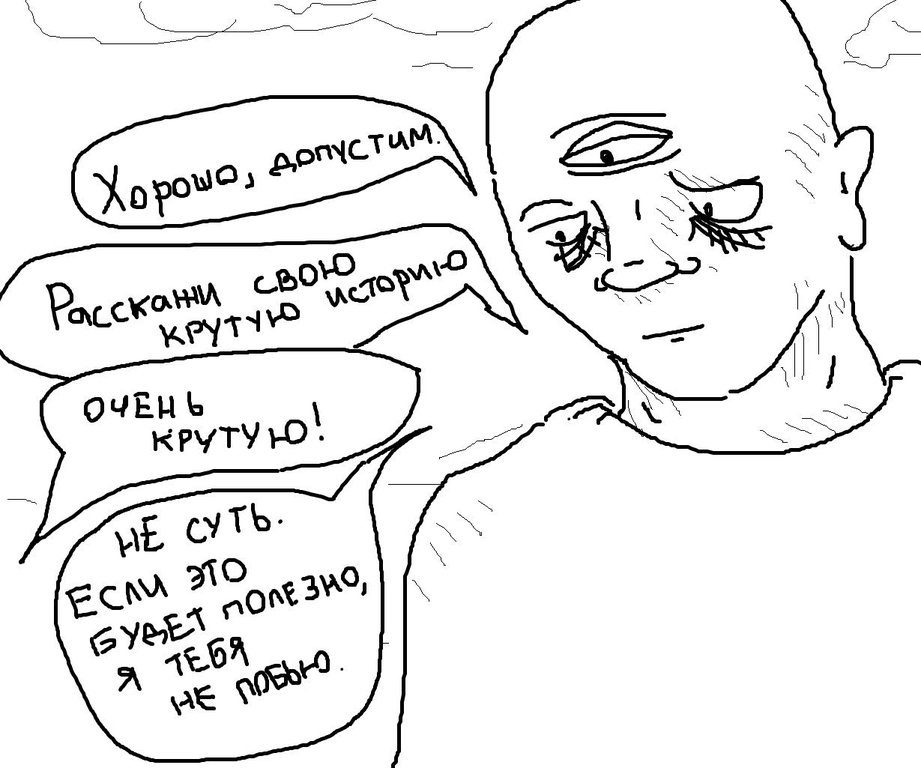 Хорошо, допустим.
Расскажи свою
крутую историю
ОЧЕНЬ
КРУТУЮ!
НЕ СУТЬ.
ЕСЛИ ЭТО
БУДЕТ ПОЛЕЗНО,
Я ТЕБЯ
НЕ ПОБЬЮ.